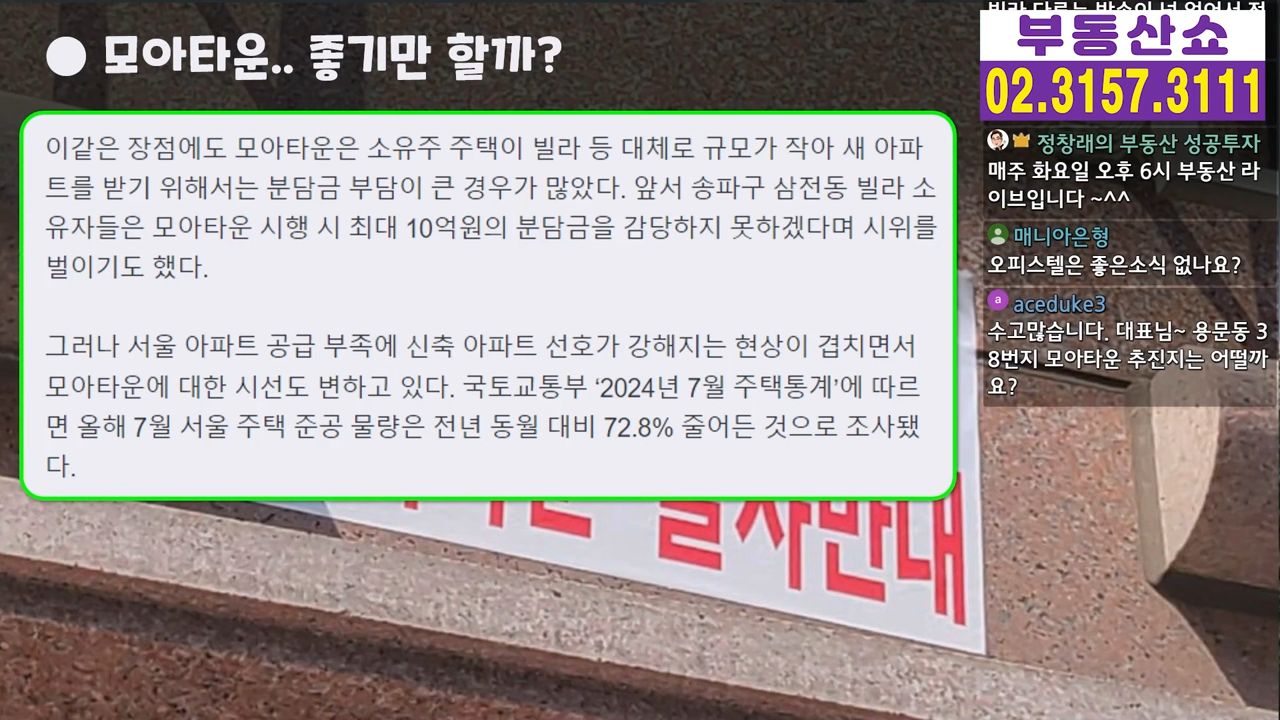 ● 모아타운.. 좋기만 할까?
이같은 장점에도 모아타운은 소유주 주택이 빌라 등 대체로 규모가 작아 새 아파
트를 받기 위해서는 분담금 부담이 큰 경우가 많았다. 앞서 송파구 삼전동 빌라 소
유자들은 모아타운 시행 시 최대 10억원의 분담금을 감당하지 못하겠다며 시위를
벌이기도 했다.
그러나 서울 아파트 공급 부족에 신축 아파트 선호가 강해지는 현상이 겹치면서
모아타운에 대한 시선도 변하고 있다. 국토교통부 ‘2024년 7월 주택통계’에 따르
면 올해 7월 서울 주택 준공 물량은 전년 동월 대비 72.8% 줄어든 것으로 조사됐
다.
결사반대
부동산쇼
02.3157.3111
정창래의 부동산 성공투자
매주 화요일 오후 6시 부동산 라
이브입니다 ~^^
매니아은형
오피스텔은 좋은소식 없나요?
a aceduke3
수고많습니다. 대표님~ 용문동 3
8번지 모아타운 추진지는 어떨까
요?